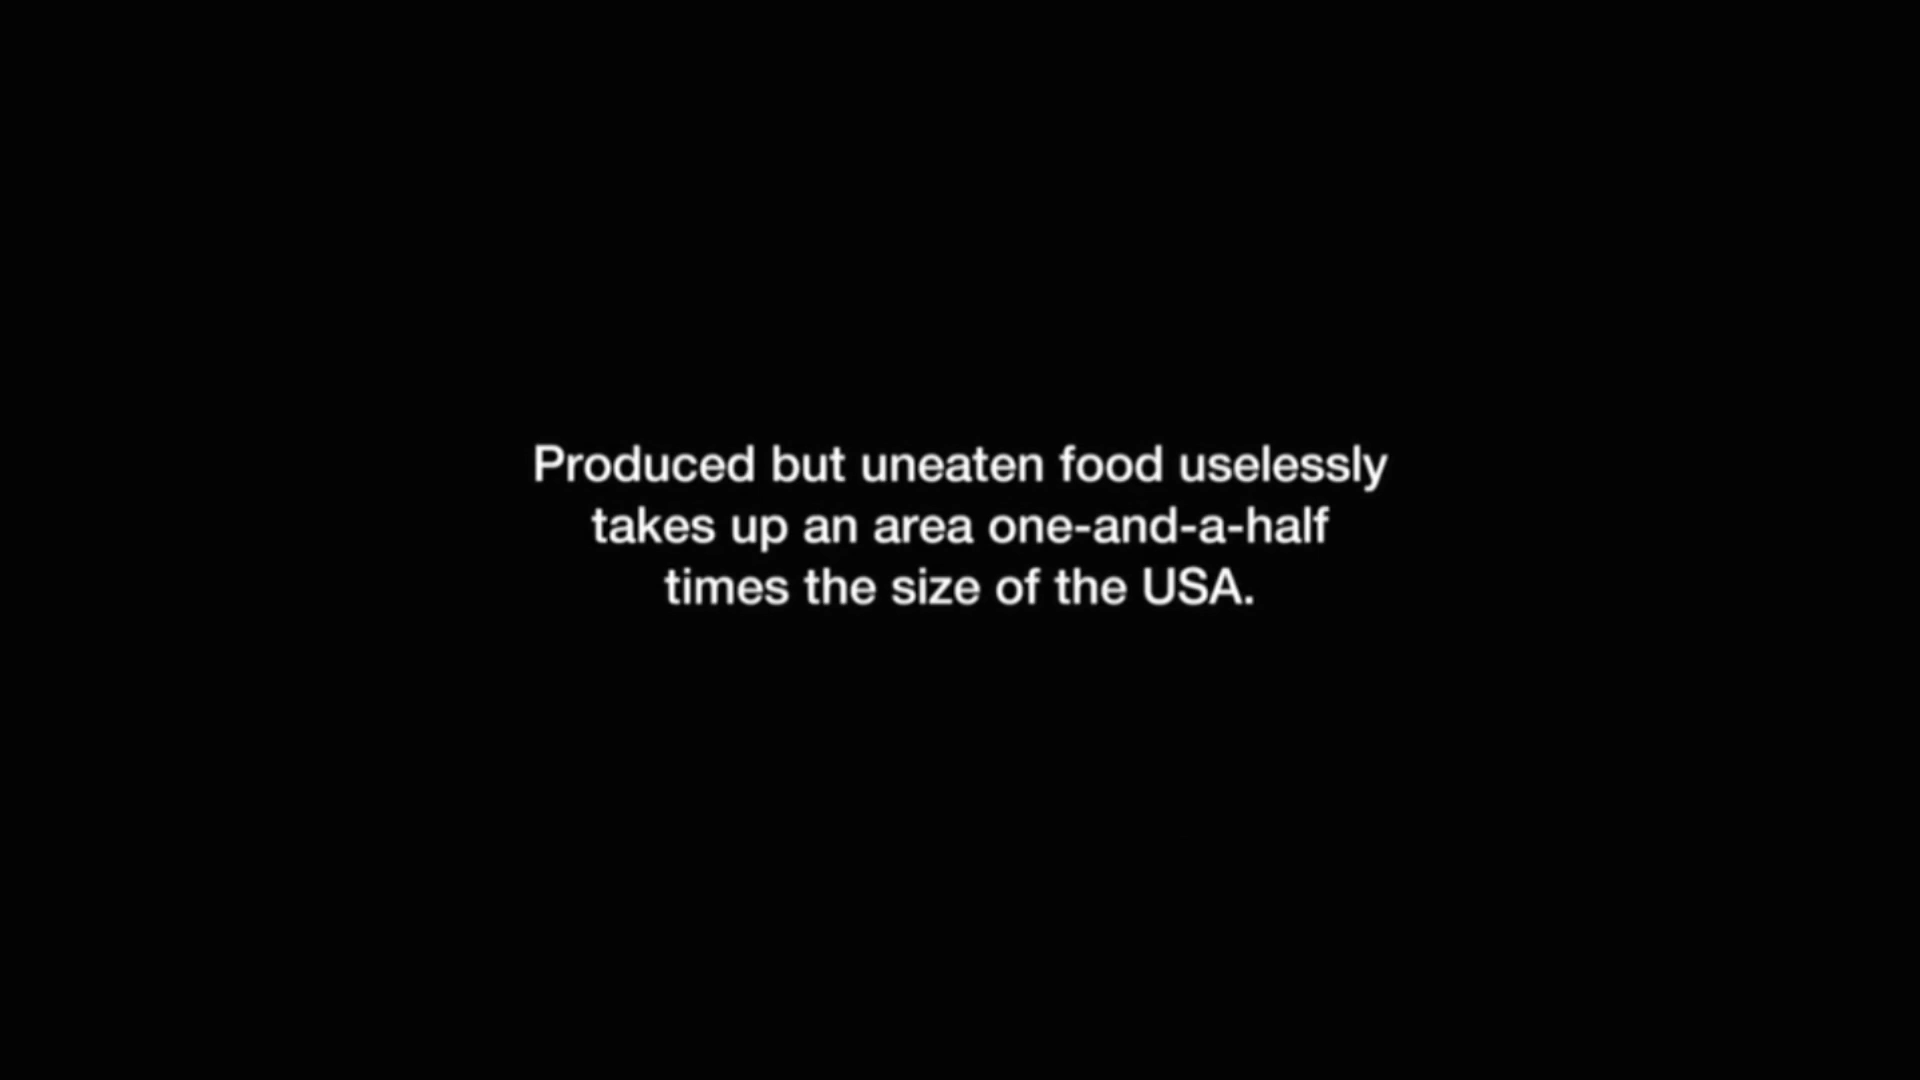 Produced but uneaten food uselessly
takes up an area one-and-a-half
times the size of the USA.